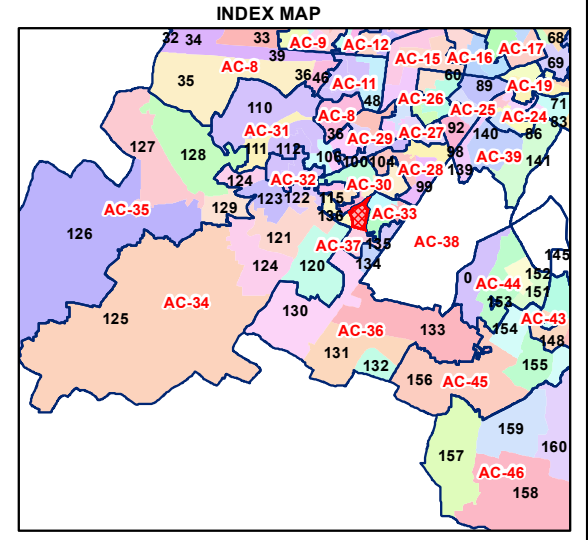 INDEX MAP
32 34 33 AC-9 AC-12 AC-17 68
39 AC-15 AC-16 69
AC-8 36 46 AC-11 60 89 AC-19
35 48 AC-26 71
110 AC-8 AC-25 AC-24 83
AC-31 36 AC-29 AC-27 92 140 86
127 111 112 98 AC-39
128 100 104 AC-28 139 141
124 AC-32 AC-30 99
AC-35 123 122 115
129 AC-33
126 121 AC-37 135 AC-38
124 120 134 145
AC-34 0 AC-44 152
151
125 130 AC-43
AC-36 133 154 148
131 132 155
156 AC-45
159
157 160
AC-46
158